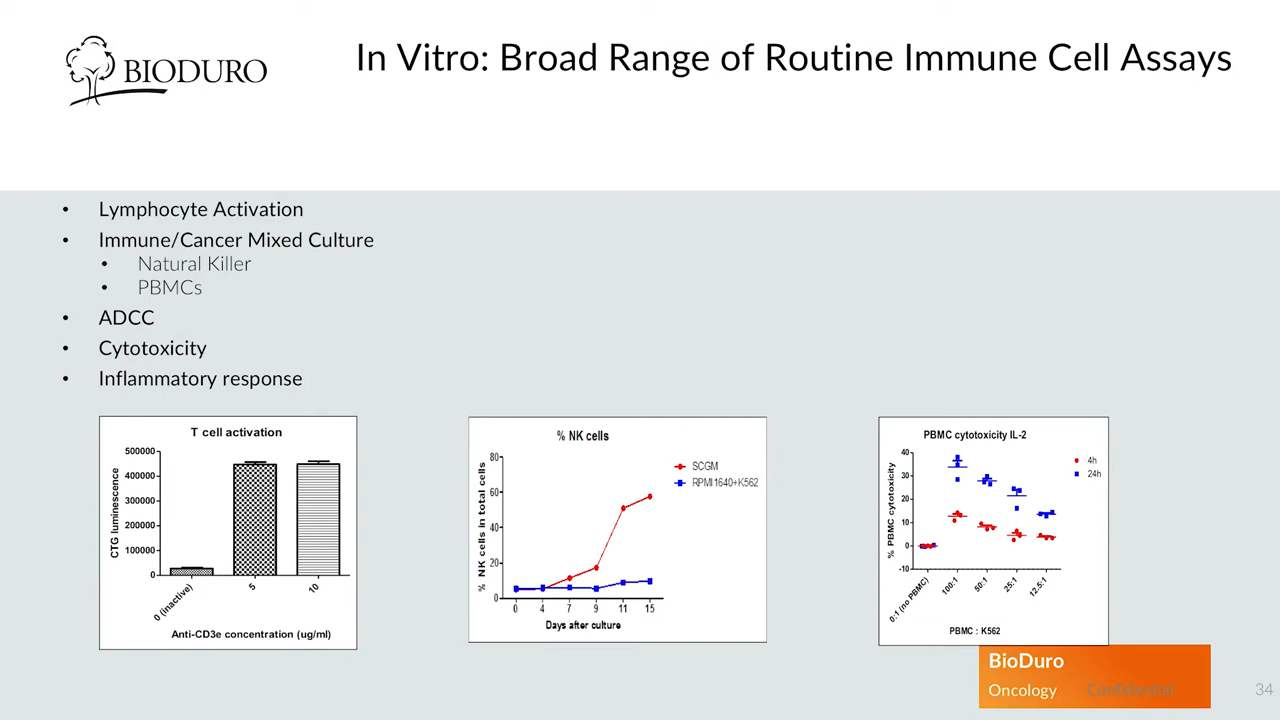 BIODURO
In Vitro: Broad Range of Routine Immune Cell Assays
• Lymphocyte Activation
• Immune/Cancer Mixed Culture
• Natural Killer
• PBMCs
• ADCC
• Cytotoxicity
• Inflammatory response
T cell activation
500000
400000
300000
200000
100000
0
CTG luminescence
0 (inactive)
5
10
Anti-CD3e concentration (ug/ml)
% NK cells
80
60
40
20
0
% NK cells in total cells
SCGM
RPMI1640+K562
0 4 7 9 11 15
Days after culture
PBMC cytotoxicity IL-2
40
30
20
10
0
-10
% PBMC cytotoxicity
4h
24h
0:1 (no PBMC)
100:1
50:1
25:1
12.5:1
PBMC : K562
BioDuro
Oncology Confidential
34